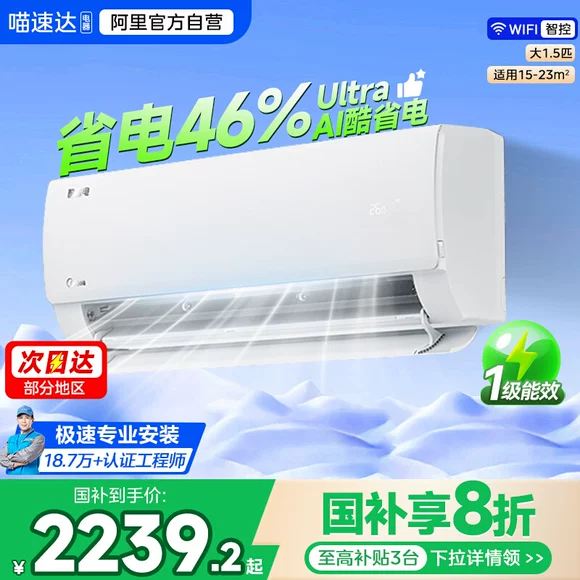 喵速达 电器 阿里官方自营
WIFI 智控
大1.5匹
适用15-23m²
省电46% Ultra
AI酷省电
26
次日达
部分地区
1级能效
极速专业安装
18.7万+认证工程师
国补到手价:
¥2239.2起
国补享8折
至高补贴3台 下拉详情领 >>